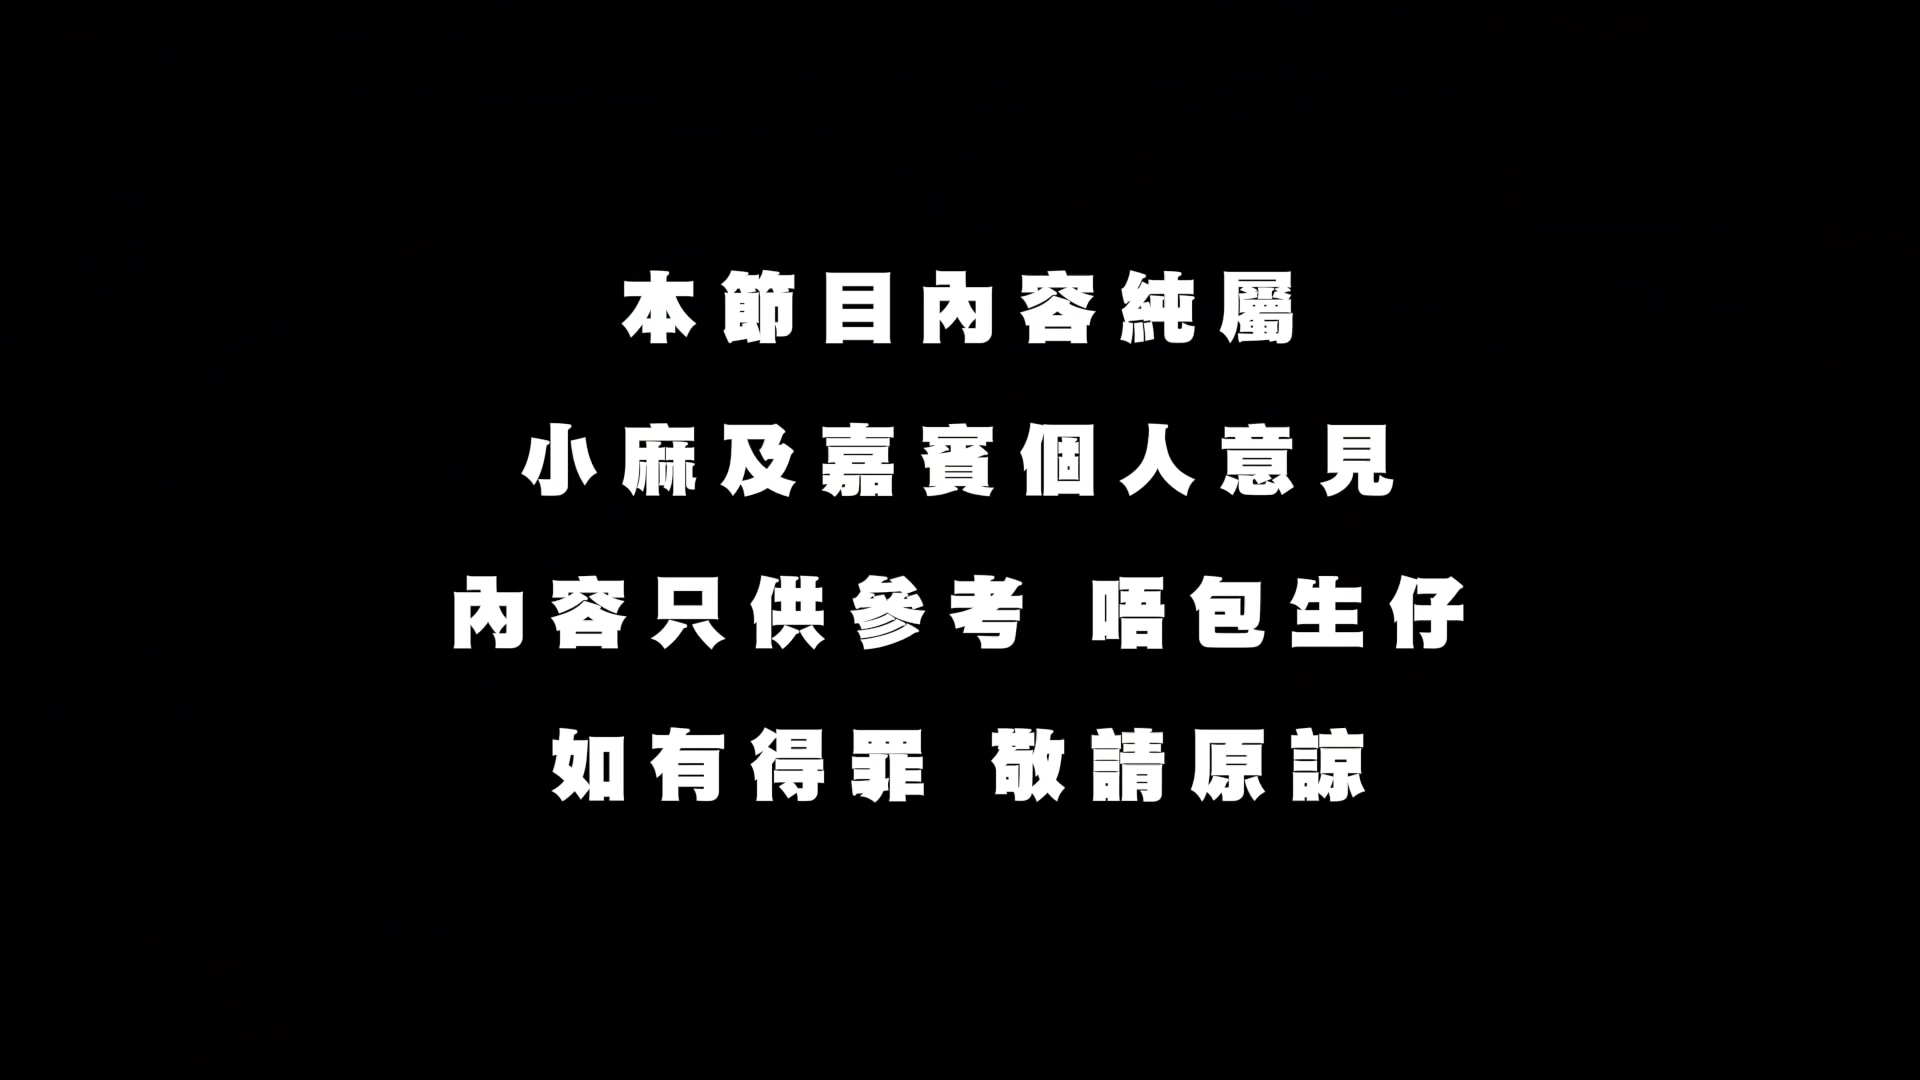 本節目內容純屬
小麻及嘉賓個人意見
內容只供參考 唔包生仔
如有得罪 敬請原諒